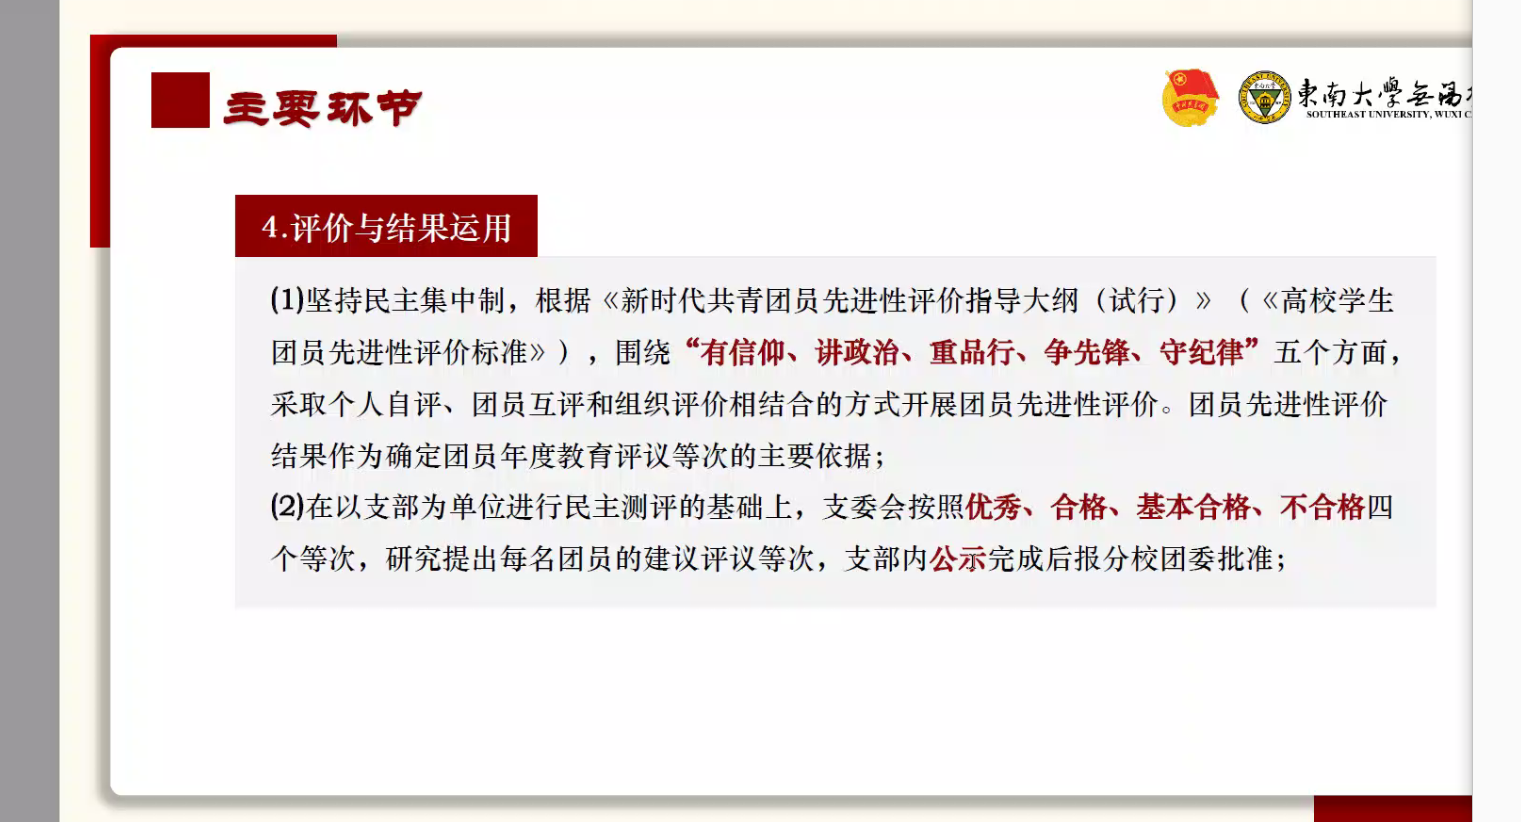 主要环节
東南大學无锡
SOUTHEAST UNIVERSITY, WUXI C
4.评价与结果运用
(1)坚持民主集中制，根据《新时代共青团员先进性评价指导大纲（试行）》（《高校学生
团员先进性评价标准》），围绕“有信仰、讲政治、重品行、争先锋、守纪律”五个方面，
采取个人自评、团员互评和组织评价相结合的方式开展团员先进性评价。团员先进性评价
结果作为确定团员年度教育评议等次的主要依据；
(2)在以支部为单位进行民主测评的基础上，支委会按照优秀、合格、基本合格、不合格四
个等次，研究提出每名团员的建议评议等次，支部内公示完成后报分校团委批准；